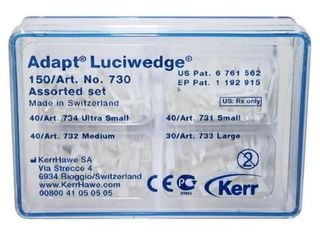 Adapt® Luciwedge®
150/Art. No. 730
Assorted set
Made in Switzerland
US Pat. 6 761 562
EP Pat. 1 192 915
US: Rx only
40/Art. 734 Ultra Small
40/Art. 731 Small
40/Art. 732 Medium
30/Art. 733 Large
KerrHawe SA
Via Strecce 4
6934 Bioggio/Switzerland
www.KerrHawe.com
00800 41 05 05 05
CE
2
Kerr